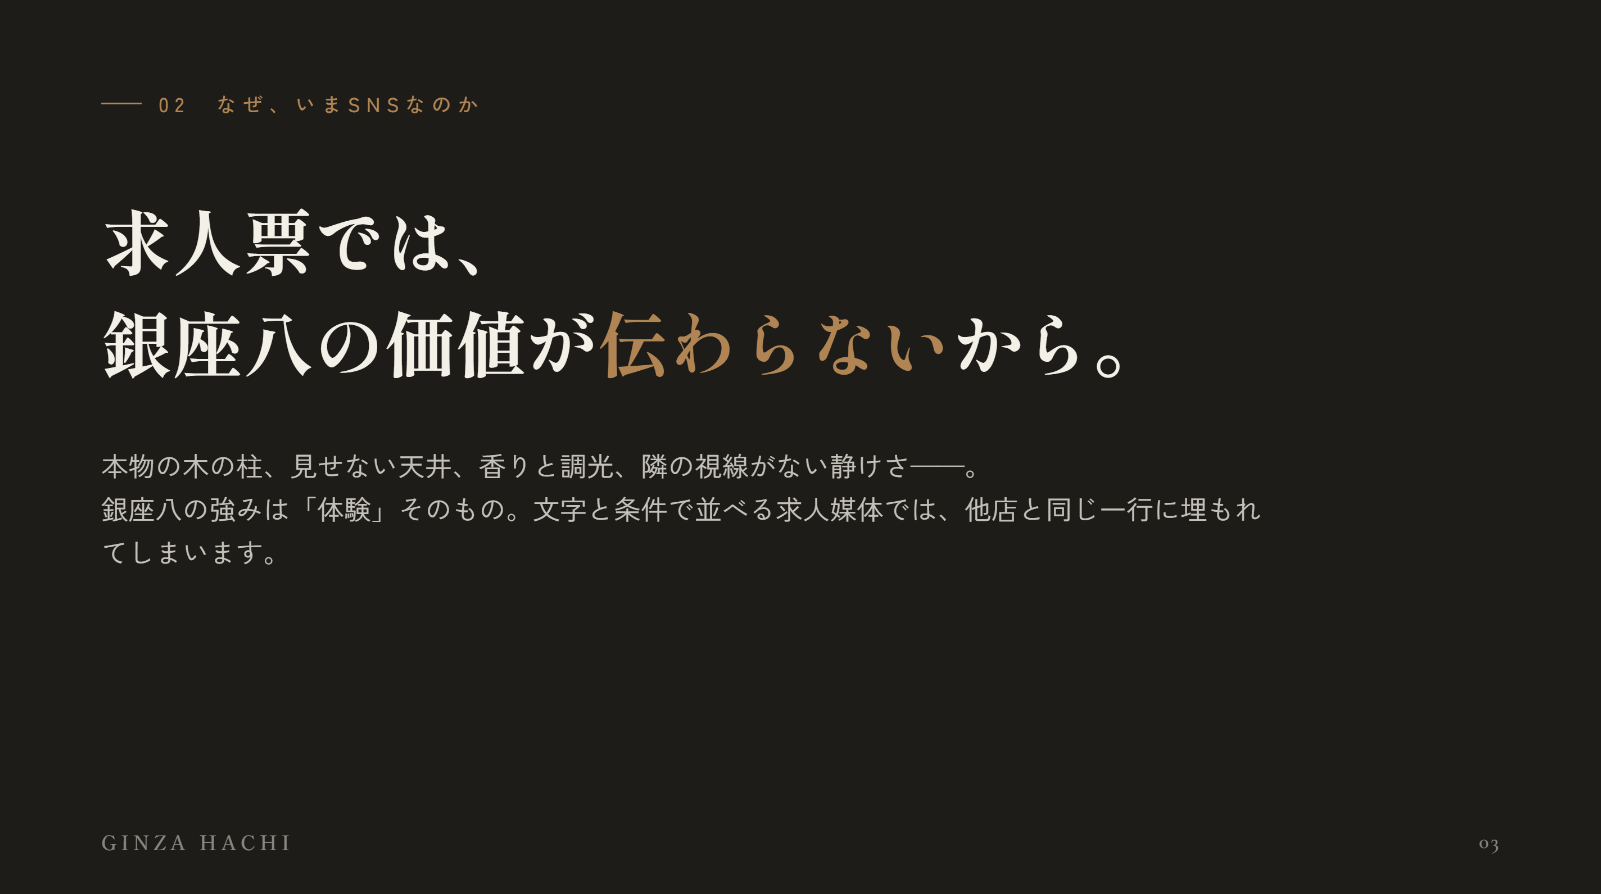 02 なぜ、いまSNSなのか
求人票では、
銀座八の価値が伝わらないから。
本物の木の柱、見せない天井、香りと調光、隣の視線がない静けさ——。
銀座八の強みは「体験」そのもの。文字と条件で並べる求人媒体では、他店と同じ一行に埋もれ
てしまいます。
GINZA HACHI
03